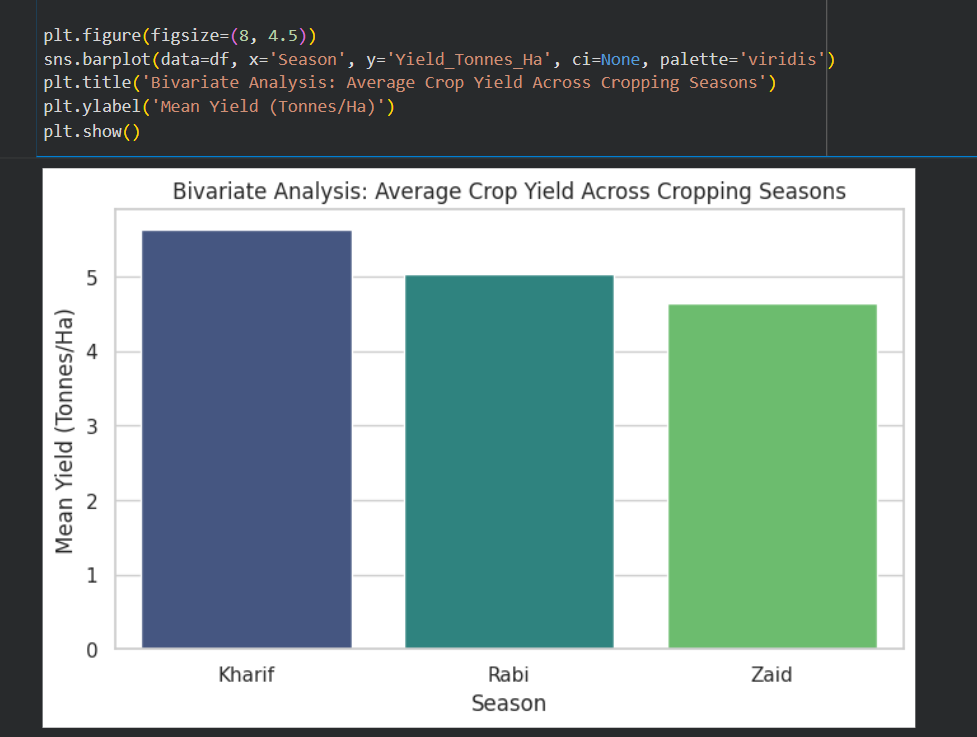 plt.figure(figsize=(8, 4.5))
sns.barplot(data=df, x='Season', y='Yield_Tonnes_Ha', ci=None, palette='viridis')
plt.title('Bivariate Analysis: Average Crop Yield Across Cropping Seasons')
plt.ylabel('Mean Yield (Tonnes/Ha)')
plt.show()
Bivariate Analysis: Average Crop Yield Across Cropping Seasons
Mean Yield (Tonnes/Ha)
5
4
3
2
1
0
Kharif Rabi Zaid
Season